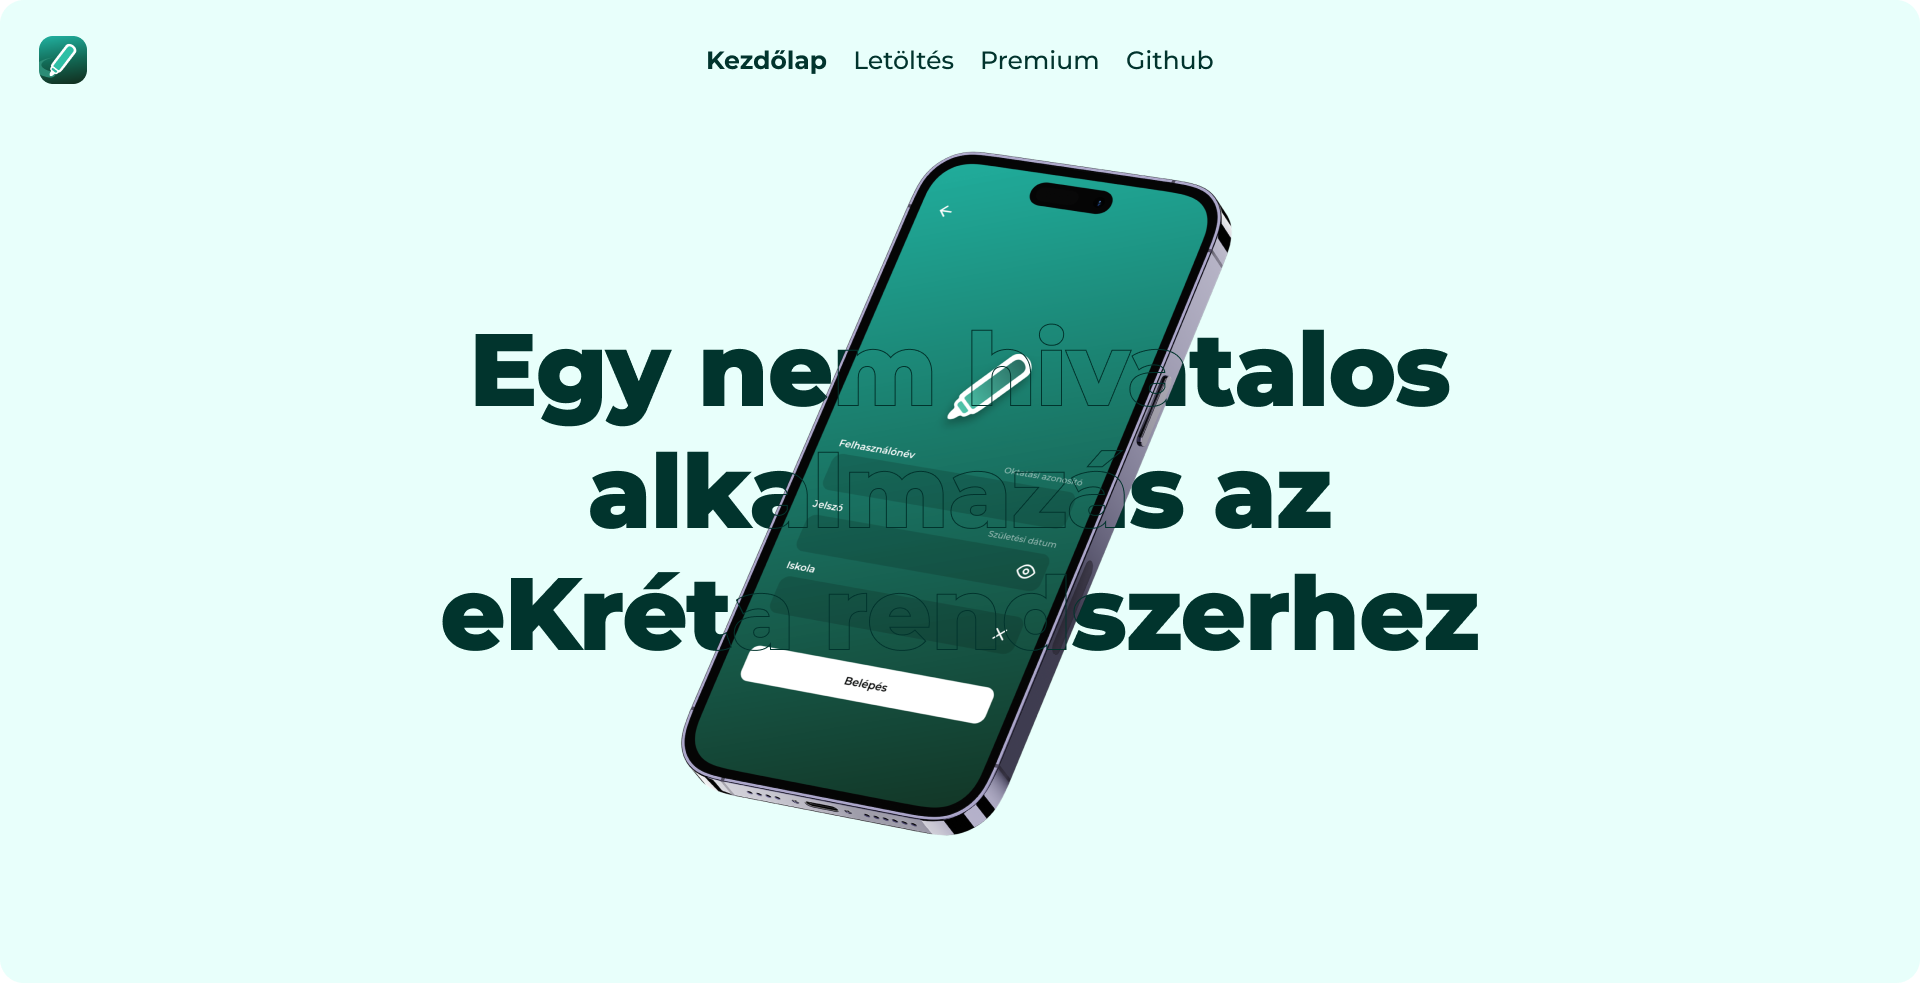 Kezdőlap Letöltés Premium Github
Egy nem hivatalos
alkalmazás az
eKréta rendszerhez
Felhasználónév
Oktatási azonosító
Jelszó
Születési dátum
Iskola
Belépés